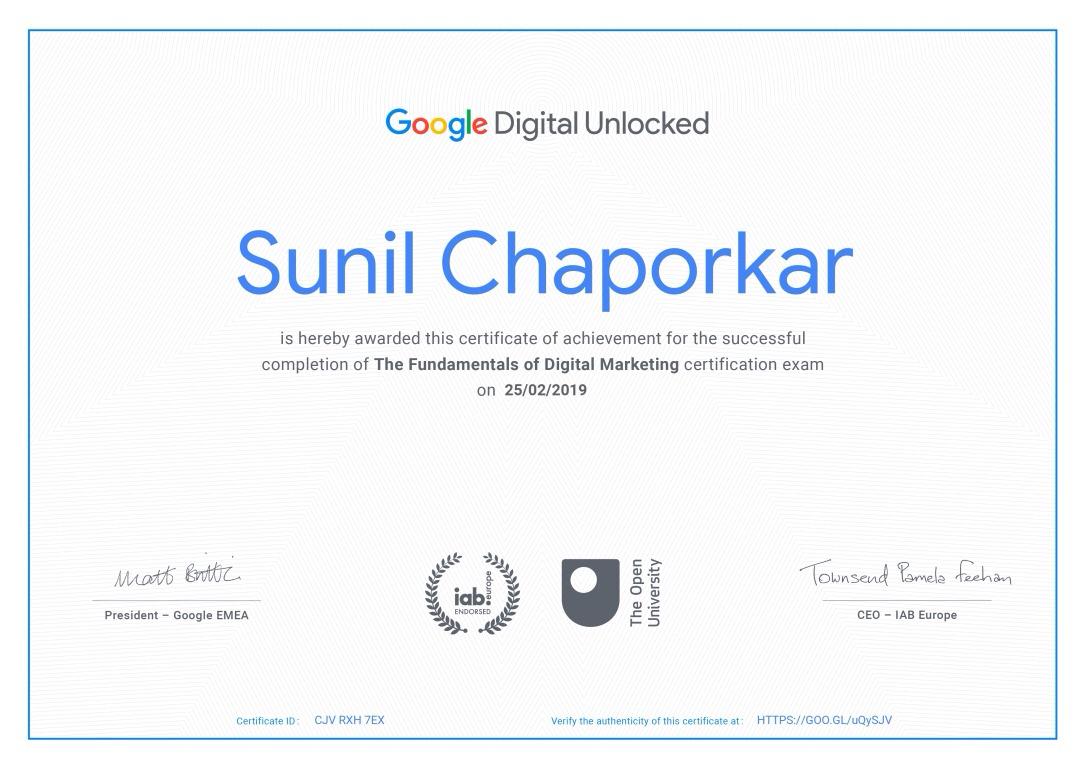 Google Digital Unlocked
Sunil Chaporkar
is hereby awarded this certificate of achievement for the successful
completion of The Fundamentals of Digital Marketing certification exam
on 25/02/2019
Matt Brittin
President – Google EMEA
iab europe
ENDORSED
The Open
University
Townsend Pamela Feehan
CEO – IAB Europe
Certificate ID : CJV RXH 7EX
Verify the authenticity of this certificate at : HTTPS://GOO.GL/uQySJV